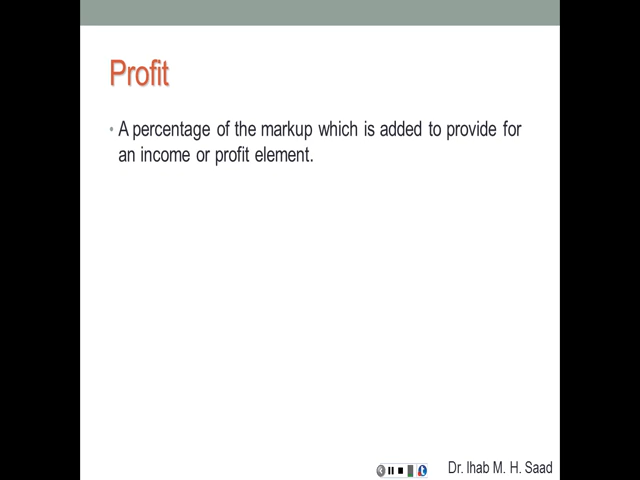 Profit
• A percentage of the markup which is added to provide for
an income or profit element.
Dr. Ihab M. H. Saad